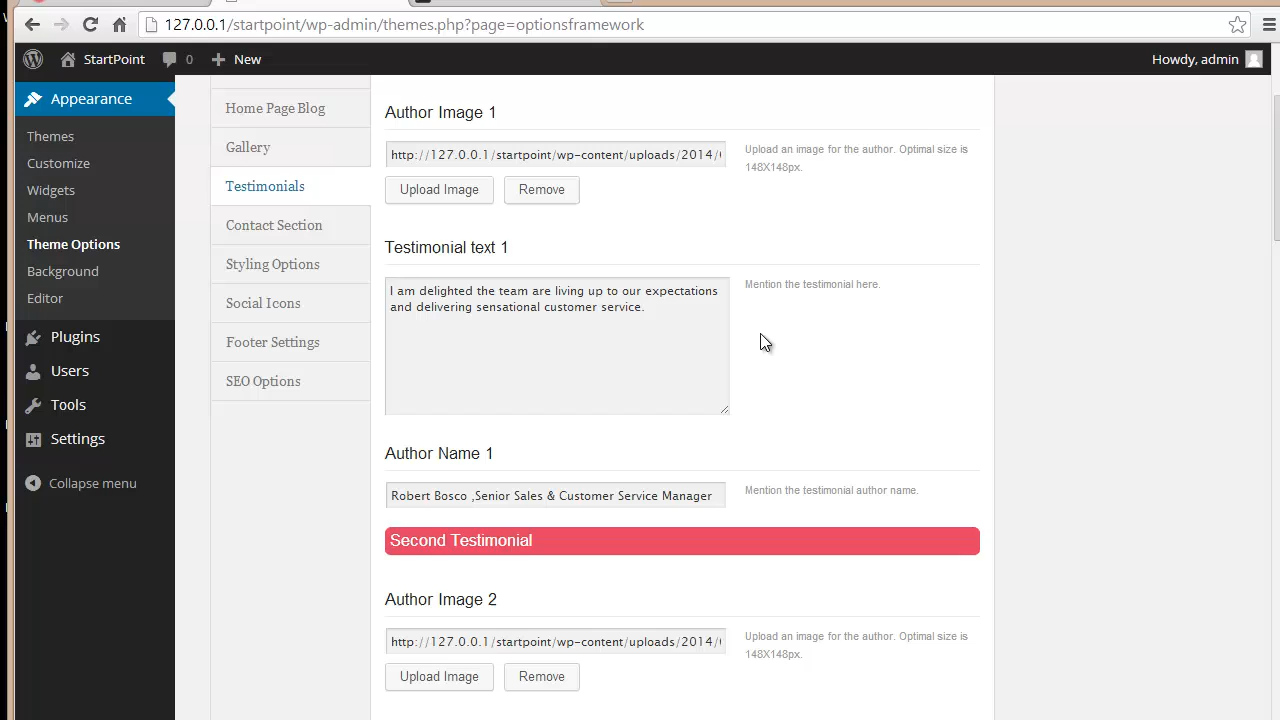 127.0.0.1/startpoint/wp-admin/themes.php?page=optionsframework
StartPoint 0 New Howdy, admin
Appearance
Themes
Customize
Widgets
Menus
Theme Options
Background
Editor
Plugins
Users
Tools
Settings
Collapse menu
Home Page Blog
Gallery
Testimonials
Contact Section
Styling Options
Social Icons
Footer Settings
SEO Options
Author Image 1
http://127.0.0.1/startpoint/wp-content/uploads/2014/
Upload Image Remove
Upload an image for the author. Optimal size is
148X148px.
Testimonial text 1
I am delighted the team are living up to our expectations
and delivering sensational customer service.
Mention the testimonial here.
Author Name 1
Robert Bosco ,Senior Sales & Customer Service Manager
Mention the testimonial author name.
Second Testimonial
Author Image 2
http://127.0.0.1/startpoint/wp-content/uploads/2014/
Upload Image Remove
Upload an image for the author. Optimal size is
148X148px.